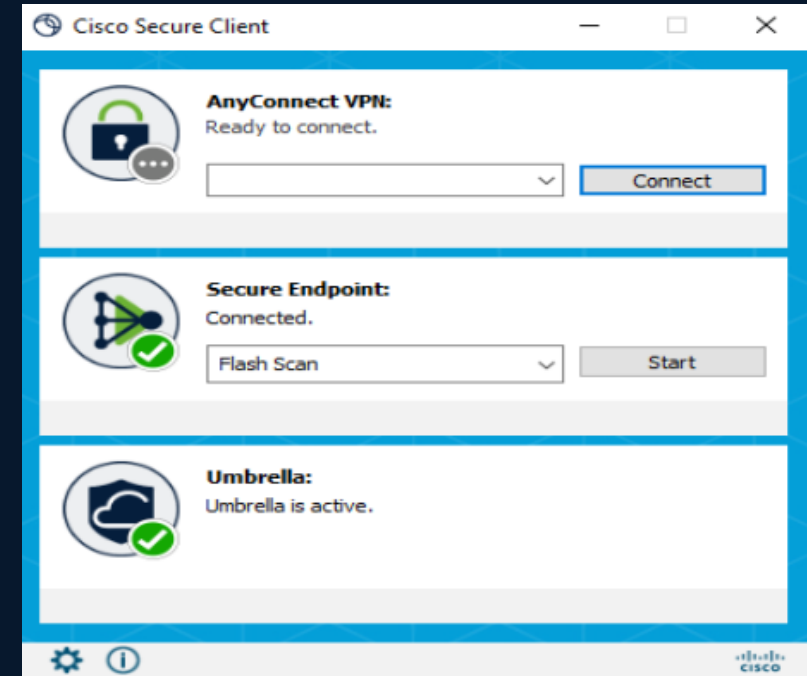 Cisco Secure Client
AnyConnect VPN:
Ready to connect.
Connect
Secure Endpoint:
Connected.
Flash Scan
Start
Umbrella:
Umbrella is active.
CISCO